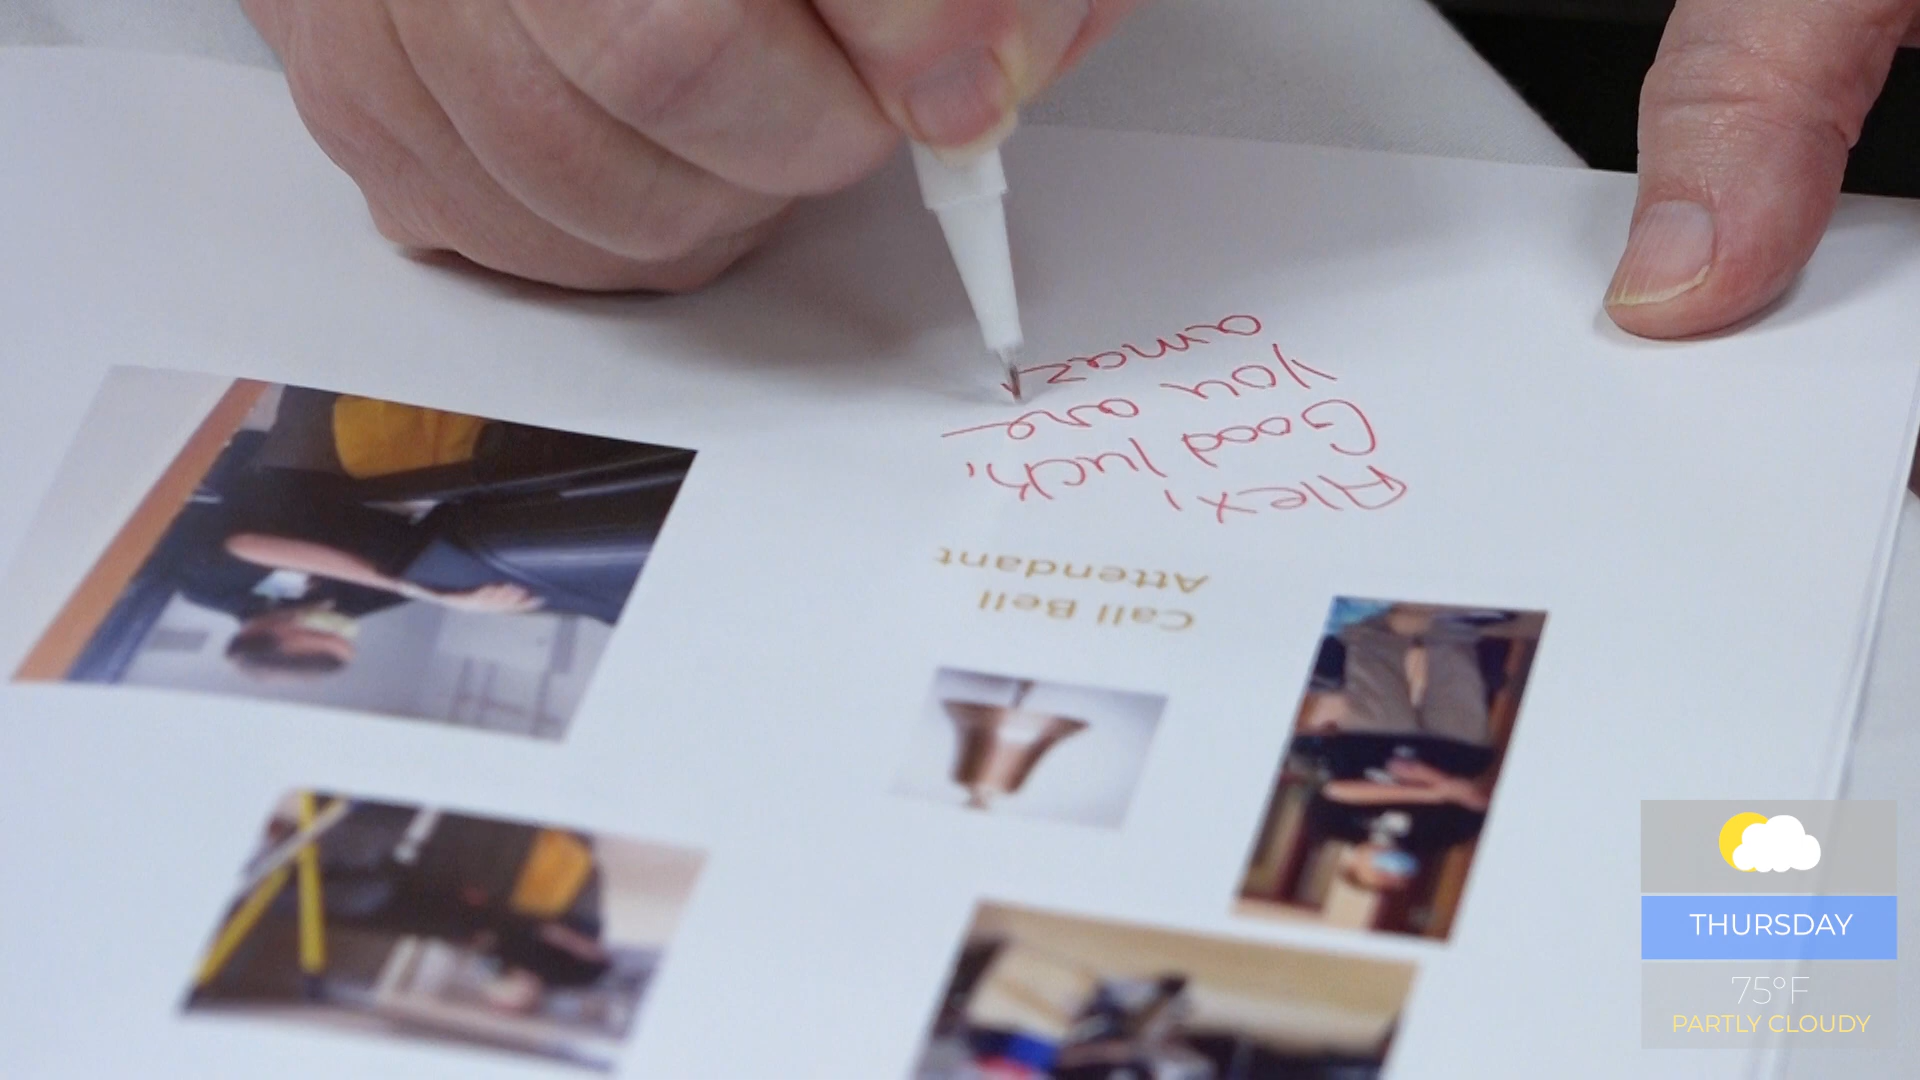 Call Bell
Attendant
Alex,
Good luck,
you are
amaz
THURSDAY
75°F
PARTLY CLOUDY